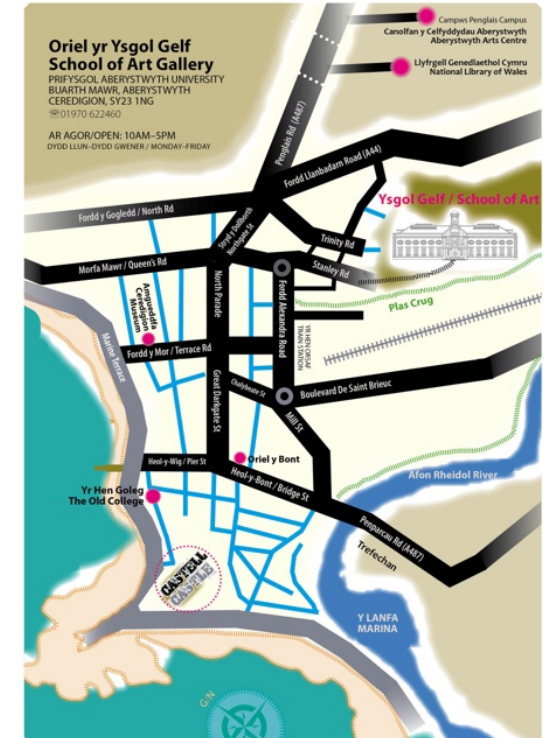 Oriel yr Ysgol Gelf
School of Art Gallery
PRIFYSGOL ABERYSTWYTH UNIVERSITY
BUARTH MAWR, ABERYSTWYTH
CEREDIGION, SY23 1NG
☏01970 622460
AR AGOR/OPEN: 10AM–5PM
DYDD LLUN–DYDD GWENER / MONDAY–FRIDAY
Campws Penglais Campus
Canolfan y Celfyddydau Aberystwyth
Aberystwyth Arts Centre
Llyfrgell Genedlaethol Cymru
National Library of Wales
Penglais Rd (A487)
Fordd Llanbadarn Road (A44)
Ysgol Gelf / School of Art
Fordd y Gogledd / North Rd
Stryd y Dollborth
Northgate St
Trinity Rd
Stanley Rd
Morfa Mawr / Queen's Rd
Plas Crug
North Parade
Fordd Alexandra Road
YR HEN ORSAF
TRAIN STATION
Amgueddfa
Ceredigion
Museum
Marine Terrace
Fordd y Mor / Terrace Rd
Great Darkgate St
Chalybeate St
Boulevard De Saint Brieuc
Mill St
Heol-y-Wig / Pier St
Oriel y Bont
Heol-y-Bont / Bridge St
Afon Rheidol River
Yr Hen Goleg
The Old College
Penparcau Rd (A487)
Trefechan
CASTELL
CASTLE
Y LANFA
MARINA
G:N